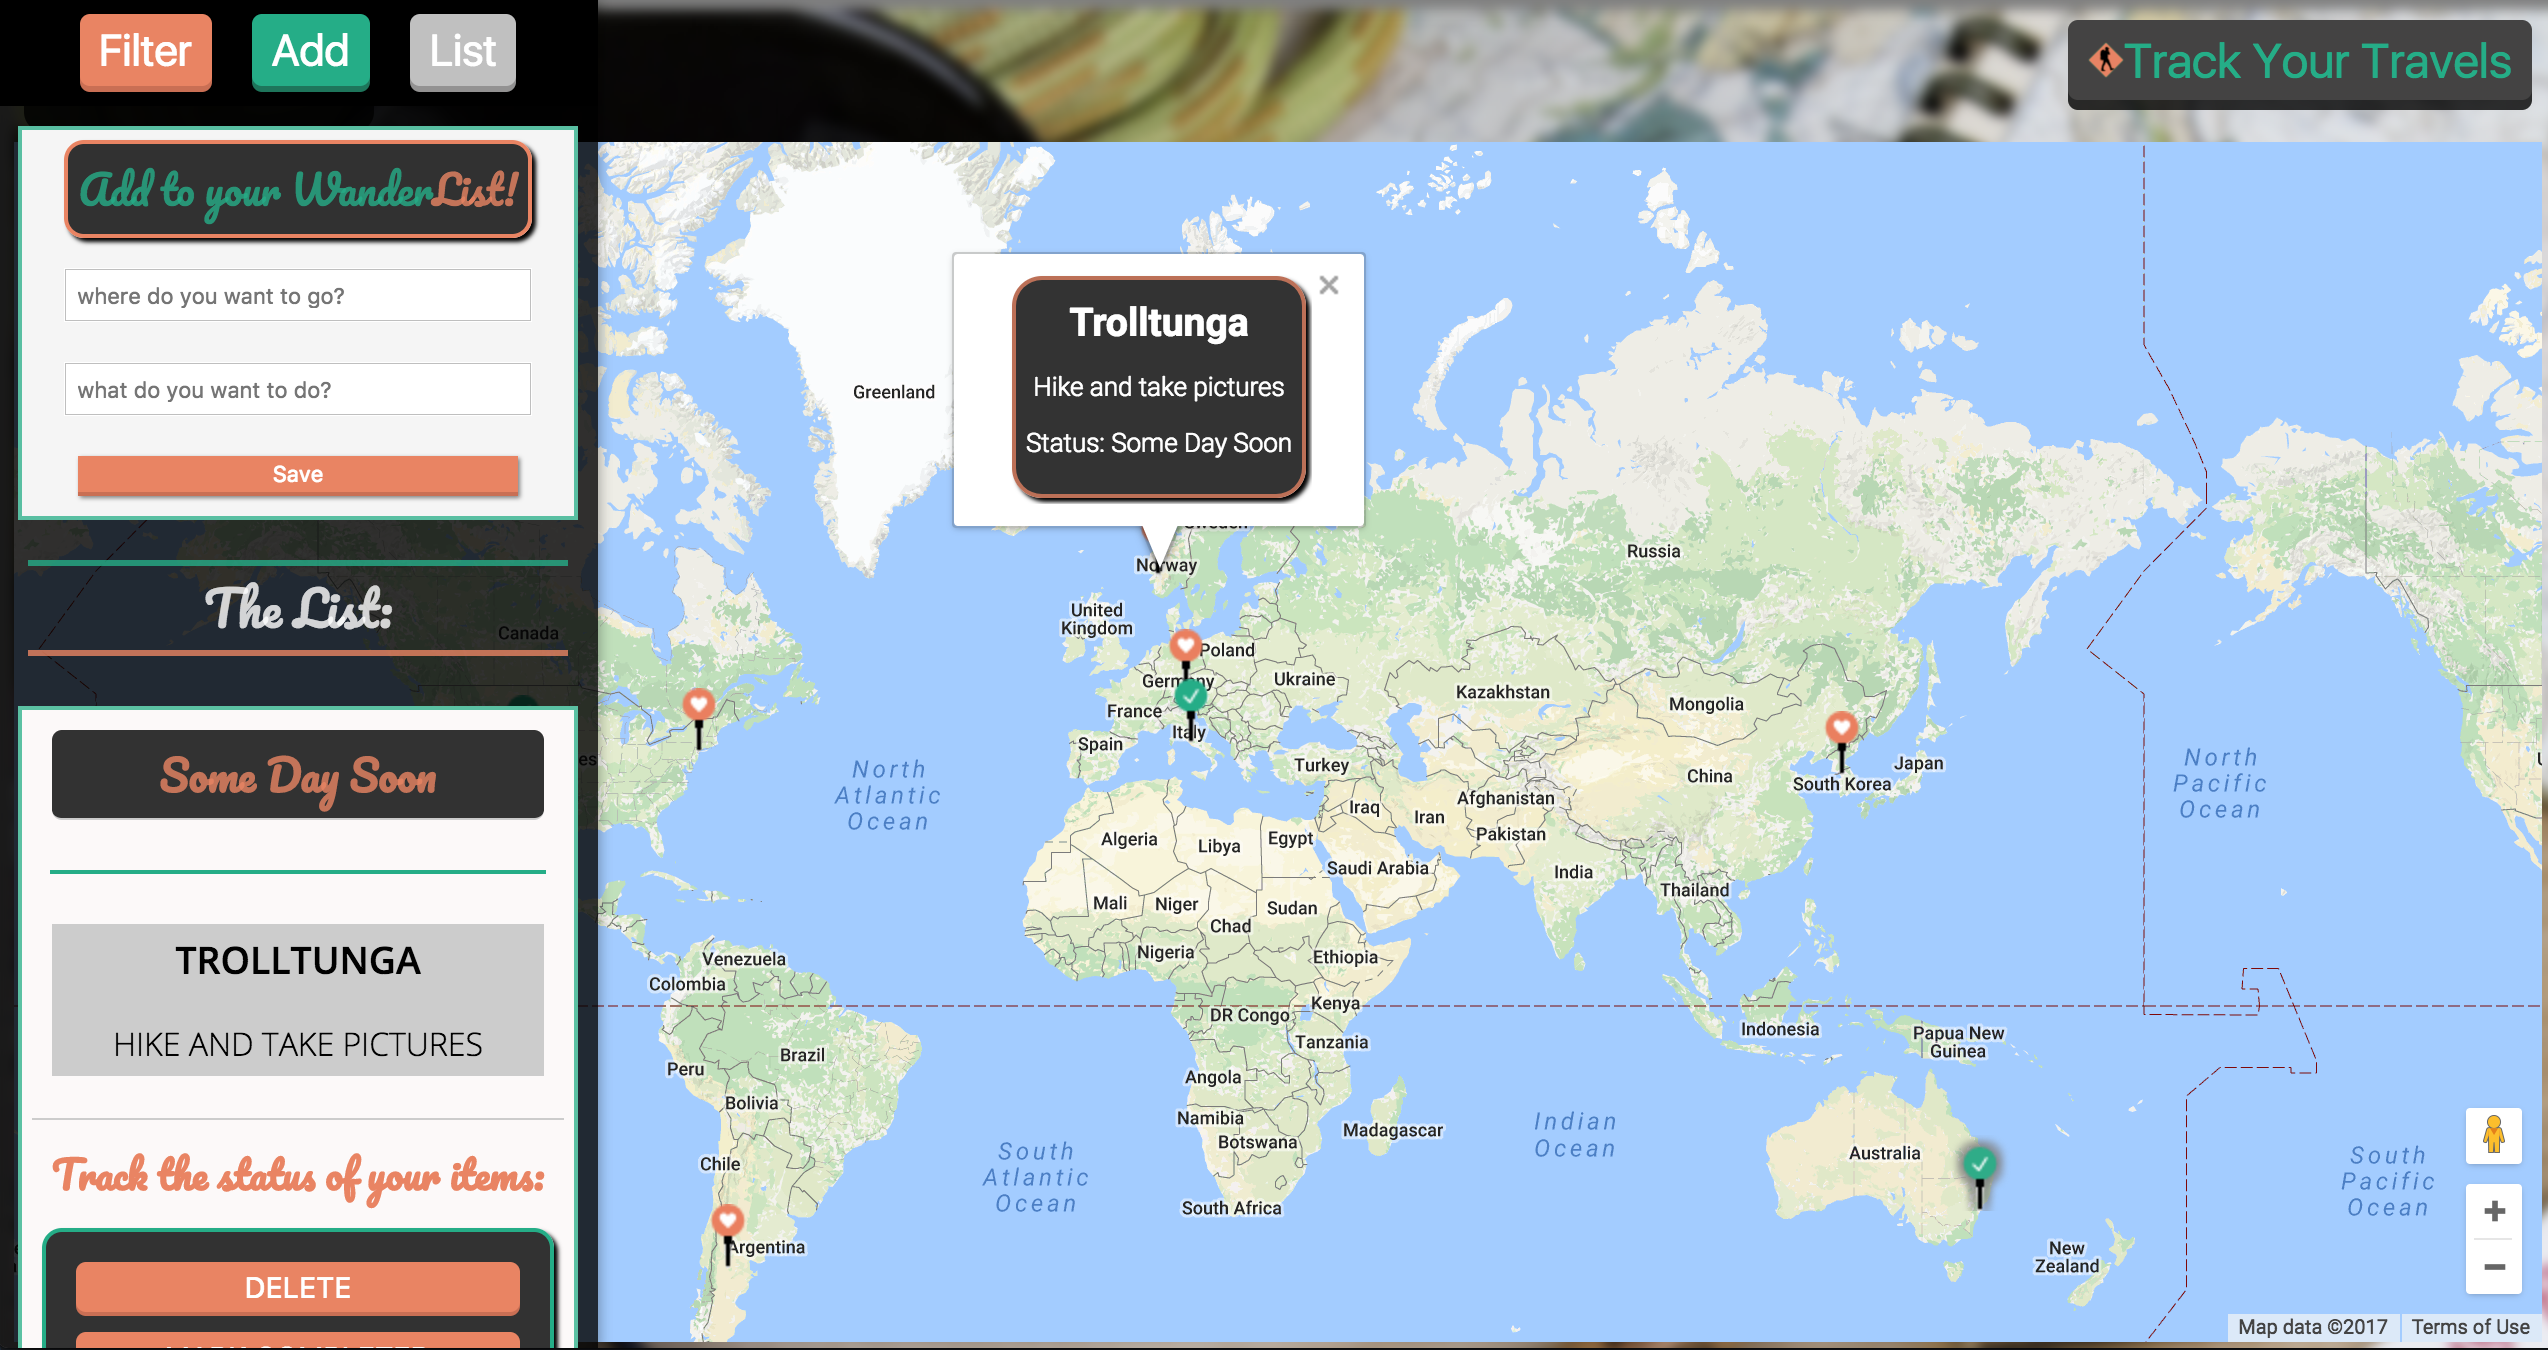 Filter
Add
List
Track Your Travels
Add to your WanderList!
where do you want to go?
what do you want to do?
Save
The List:
Some Day Soon
TROLLTUNGA
HIKE AND TAKE PICTURES
Track the status of your items:
DELETE
Trolltunga
Hike and take pictures
Status: Some Day Soon
Greenland
Sweden
Norway
Russia
United
Kingdom
Canada
Poland
Germany
Ukraine
Kazakhstan
Mongolia
France
Italy
Spain
Turkey
China
South Korea
Japan
North
Atlantic
Ocean
North
Pacific
Ocean
Iraq
Iran
Afghanistan
Pakistan
Algeria
Libya
Egypt
Saudi Arabia
India
Thailand
Mali
Niger
Chad
Sudan
Nigeria
Ethiopia
Venezuela
Colombia
DR Congo
Kenya
Tanzania
Indonesia
Papua New
Guinea
Brazil
Peru
Bolivia
Angola
Namibia
Botswana
Madagascar
Indian
Ocean
Chile
South
Atlantic
Ocean
South Africa
Australia
South
Pacific
Ocean
Argentina
New
Zealand
Map data ©2017
Terms of Use